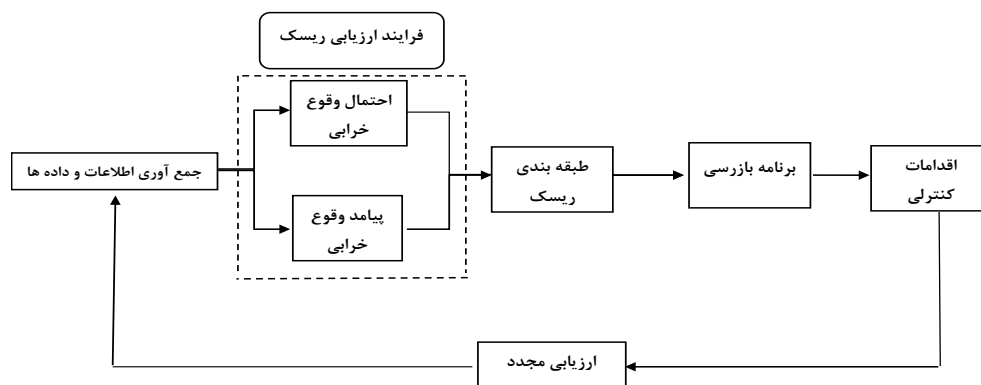 فرایند ارزیابی ریسک
احتمال وقوع
خرابی
جمع آوری اطلاعات و داده ها
پیامد وقوع
خرابی
طبقه بندی
ریسک
برنامه بازرسی
اقدامات
کنترلی
ارزیابی مجدد